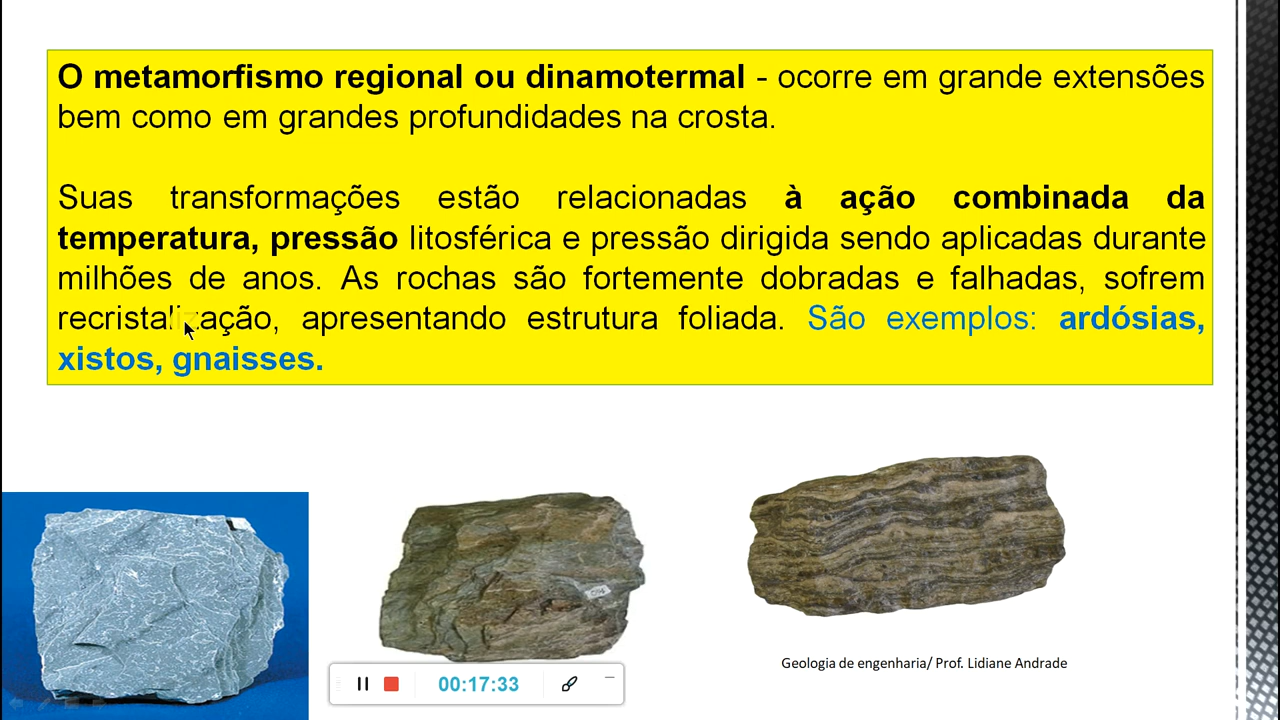 O metamorfismo regional ou dinamotermal - ocorre em grande extensões
bem como em grandes profundidades na crosta.
Suas transformações estão relacionadas à ação combinada da
temperatura, pressão litosférica e pressão dirigida sendo aplicadas durante
milhões de anos. As rochas são fortemente dobradas e falhadas, sofrem
recristalização, apresentando estrutura foliada. São exemplos: ardósias,
xistos, gnaisses.
Geologia de engenharia/ Prof. Lidiane Andrade
00:17:33